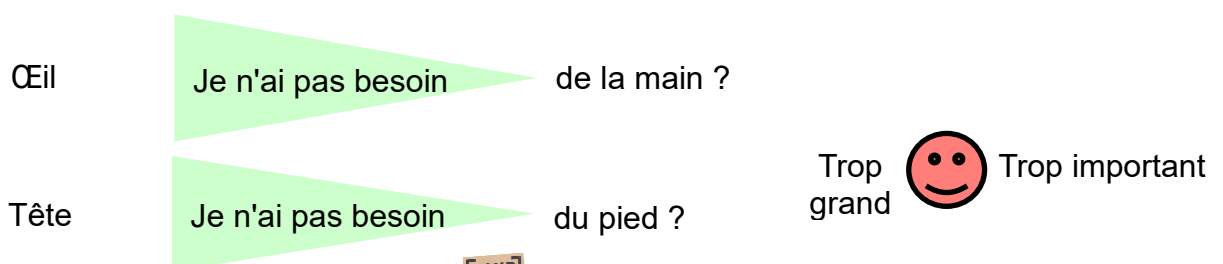 Œil Je n'ai pas besoin de la main ?
Trop
grand
Trop important
Tête Je n'ai pas besoin du pied ?